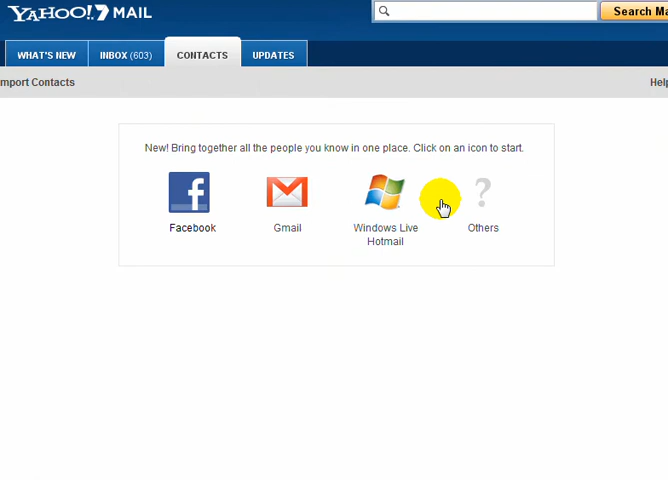 YAHOO!7 MAIL
Search Ma
WHAT'S NEW INBOX (603) CONTACTS UPDATES
mport Contacts Help
New! Bring together all the people you know in one place. Click on an icon to start.
f ?
Facebook Gmail Windows Live Hotmail Others